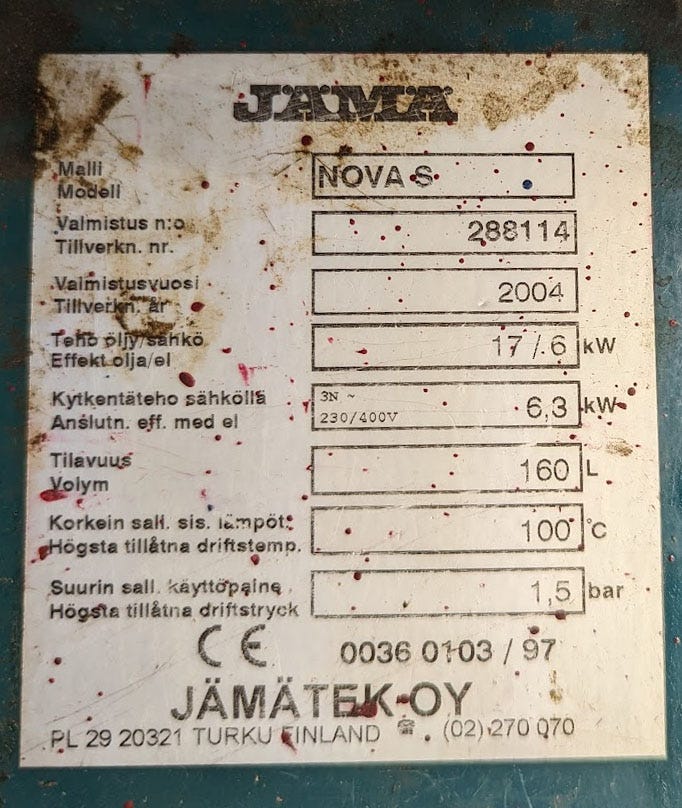 JÄMÄ
Malli
Modell
NOVA S
Valmistus n:o
Tillverkn. nr.
288114
Valmistusvuosi
Tillverkn. år
2004
Teho öljy/sähkö
Effekt olja/el
17 / 6 kW
Kytkentäteho sähköllä
Anslutn. eff. med el
3N ~
230/400V
6,3 kW
Tilavuus
Volym
160 L
Korkein sall. sis. lämpöt.
Högsta tillåtna driftstemp.
100 °C
Suurin sall. käyttöpaine
Högsta tillåtna driftstryck
1,5 bar
CE 0036 0103 / 97
JÄMÄTEK OY
PL 29 20321 TURKU FINLAND ☎ (02) 270 070